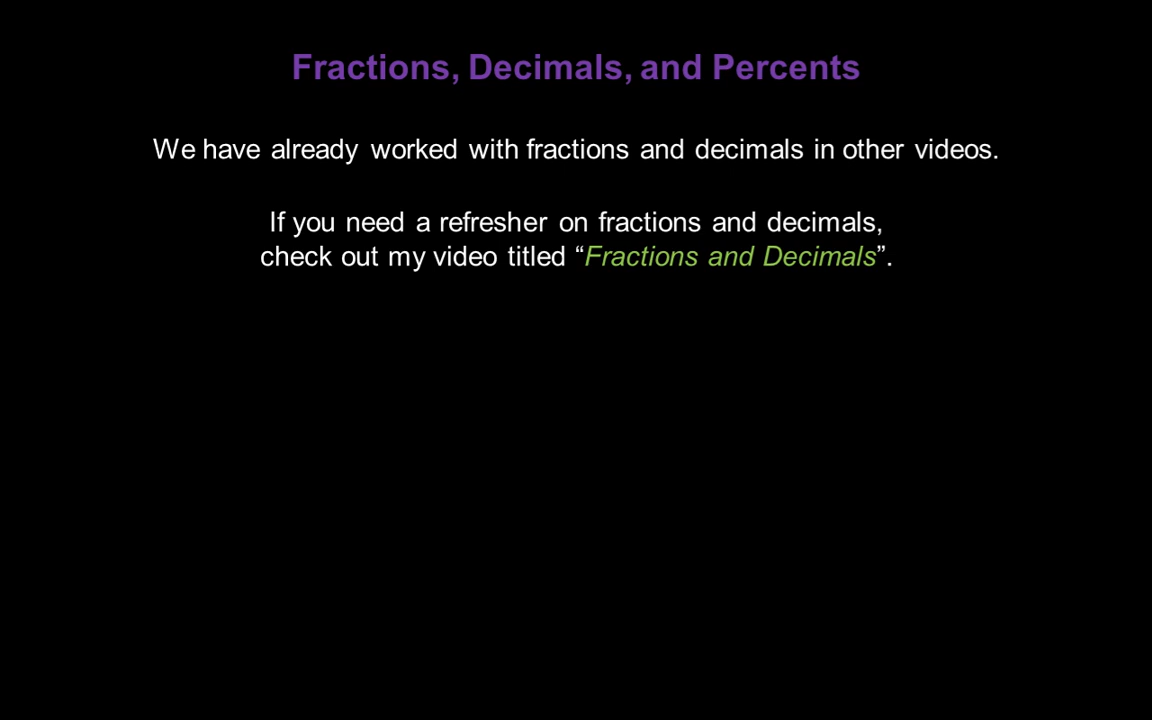 Fractions, Decimals, and Percents
We have already worked with fractions and decimals in other videos.
If you need a refresher on fractions and decimals,
check out my video titled “Fractions and Decimals”.